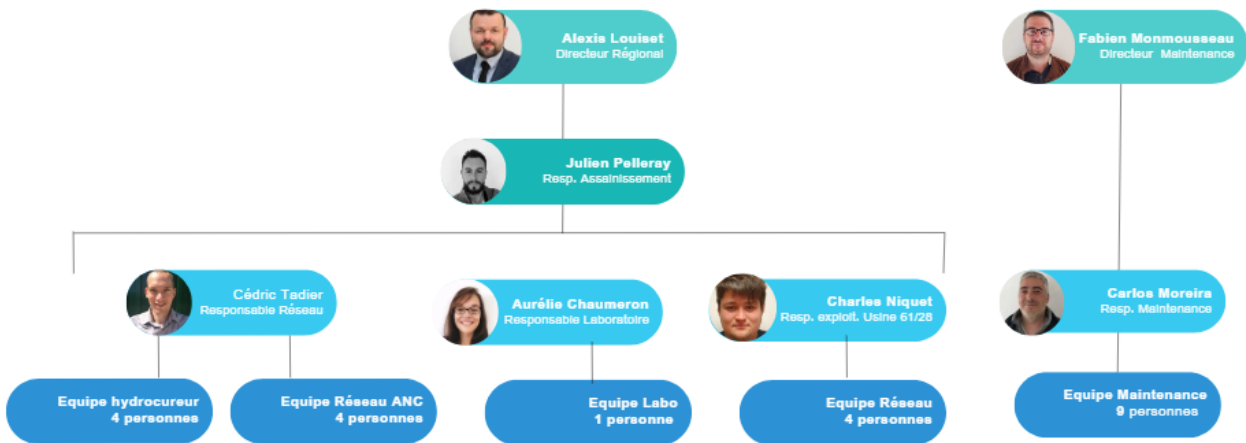 Alexis Louiset
Directeur Régional
Fabien Monmousseau
Directeur Maintenance
Julien Pelleray
Resp. Assainissement
Cédric Tadier
Responsable Réseau
Aurélie Chaumeron
Responsable Laboratoire
Charles Niquet
Resp. exploit. Usine 61/28
Carlos Moreira
Resp. Maintenance
Equipe hydrocureur
4 personnes
Equipe Réseau ANC
4 personnes
Equipe Labo
1 personne
Equipe Réseau
4 personnes
Equipe Maintenance
9 personnes